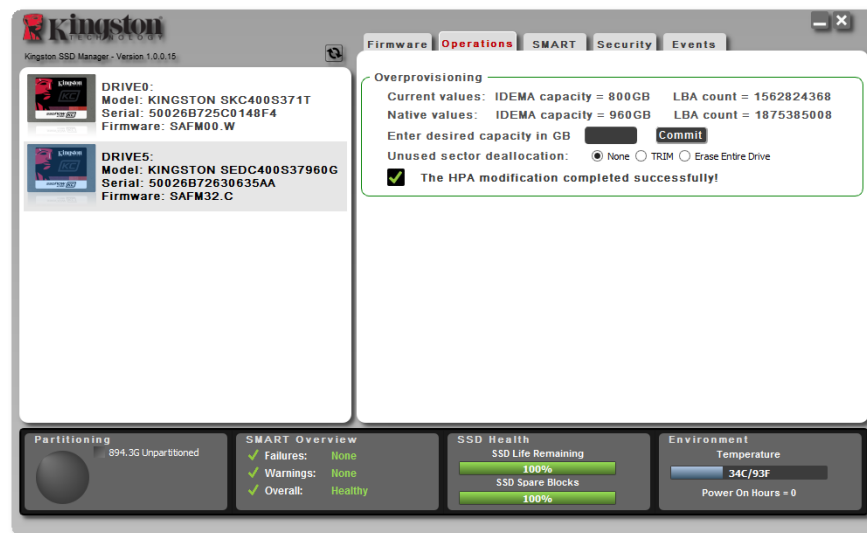 Kingston
TECHNOLOGY
Kingston SSD Manager - Version 1.0.0.15
Firmware Operations SMART Security Events
DRIVE0:
Model: KINGSTON SKC400S371T
Serial: 50026B725C0148F4
Firmware: SAFM00.W
DRIVE5:
Model: KINGSTON SEDC400S37960G
Serial: 50026B72630635AA
Firmware: SAFM32.C
Overprovisioning
Current values: IDEMA capacity = 800GB LBA count = 1562824368
Native values: IDEMA capacity = 960GB LBA count = 1875385008
Enter desired capacity in GB Commit
Unused sector deallocation: None TRIM Erase Entire Drive
The HPA modification completed successfully!
Partitioning
894.3G Unpartitioned
SMART Overview
Failures: None
Warnings: None
Overall: Healthy
SSD Health
SSD Life Remaining
100%
SSD Spare Blocks
100%
Environment
Temperature
34C/93F
Power On Hours = 0